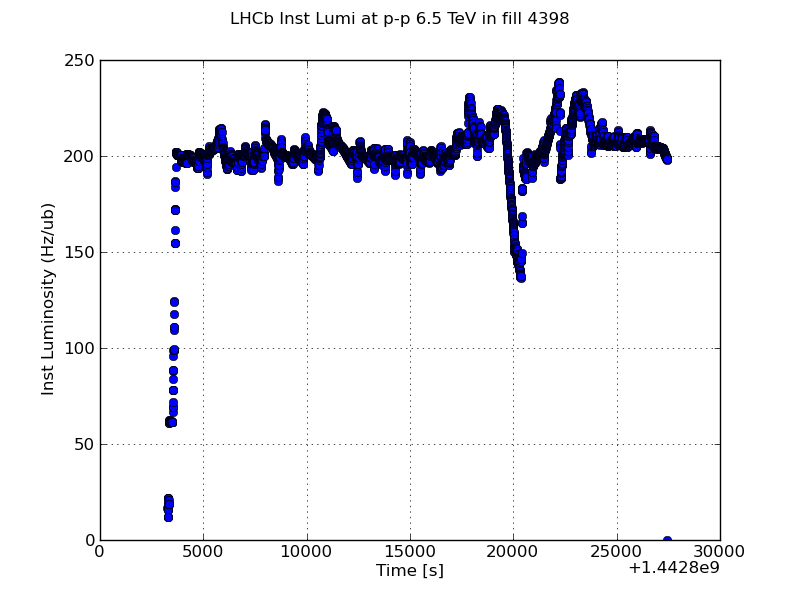 LHCb Inst Lumi at p-p 6.5 TeV in fill 4398
250
200
150
100
50
0
Inst Luminosity (Hz/ub)
0 5000 10000 15000 20000 25000 30000
Time [s]
+1.4428e9